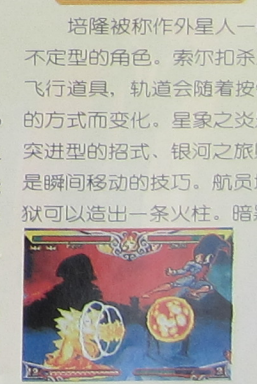 培隆被称作外星人一
不定型的角色。索尔扣杀
飞行道具，轨道会随着按
的方式而变化。星象之炎
突进型的招式、银河之旅
是瞬间移动的技巧。航员
狱可以造出一条火柱。暗